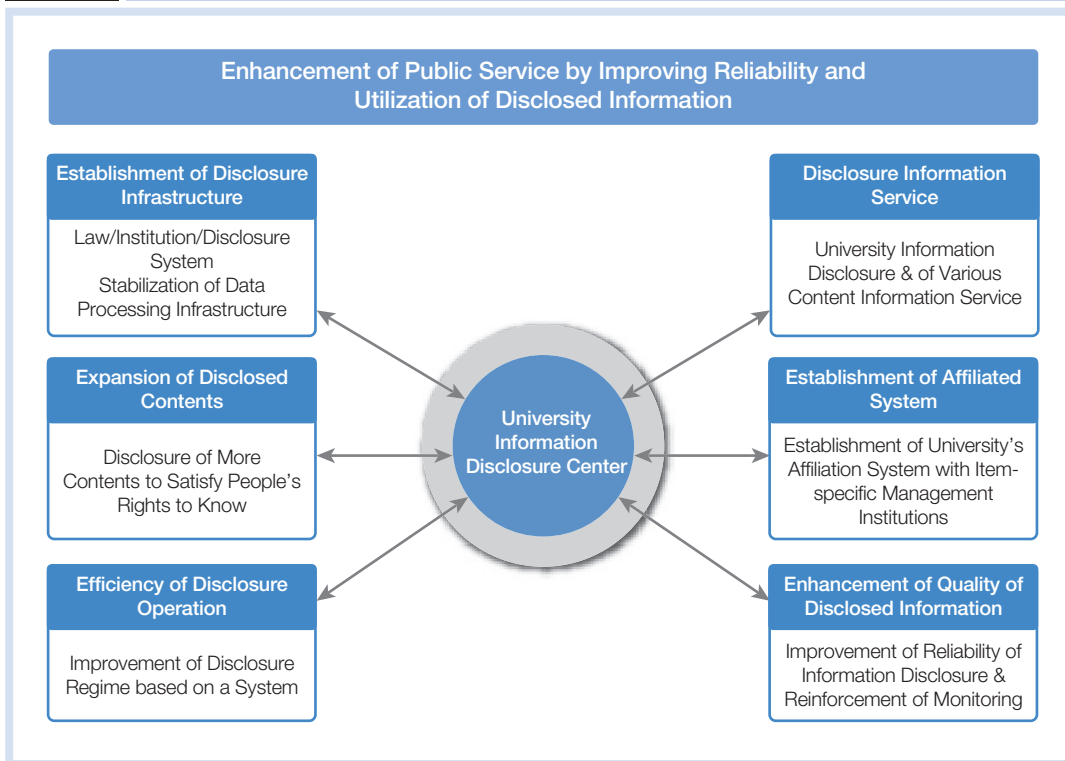 Enhancement of Public Service by Improving Reliability and
Utilization of Disclosed Information
Establishment of Disclosure
Infrastructure
Law/Institution/Disclosure
System
Stabilization of Data
Processing Infrastructure
Expansion of Disclosed
Contents
Disclosure of More
Contents to Satisfy People's
Rights to Know
Efficiency of Disclosure
Operation
Improvement of Disclosure
Regime based on a System
University
Information
Disclosure Center
Disclosure Information
Service
University Information
Disclosure & of Various
Content Information Service
Establishment of Affiliated
System
Establishment of University's
Affiliation System with Item-
specific Management
Institutions
Enhancement of Quality of
Disclosed Information
Improvement of Reliability of
Information Disclosure &
Reinforcement of Monitoring